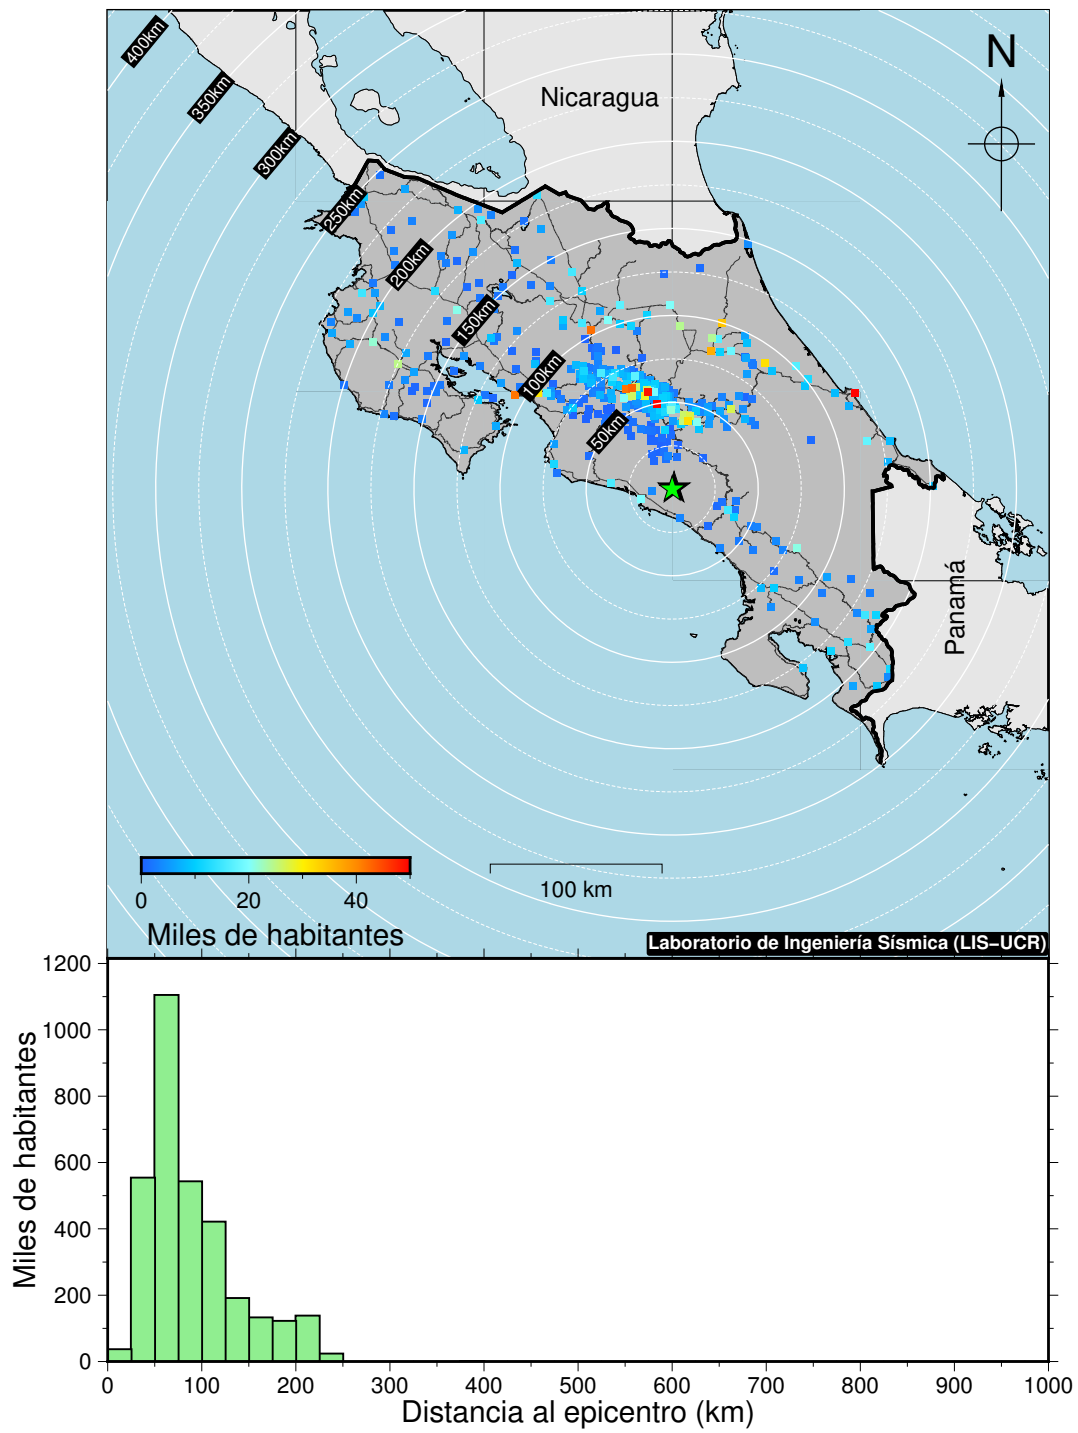 400km
350km
300km
250km
200km
150km
100km
50km
Nicaragua
N
Panamá
0
20
40
Miles de habitantes
100 km
Laboratorio de Ingeniería Sísmica (LIS−UCR)
1200
1000
800
600
400
200
0
Miles de habitantes
0
100
200
300
400
500
600
700
800
900
1000
Distancia al epicentro (km)